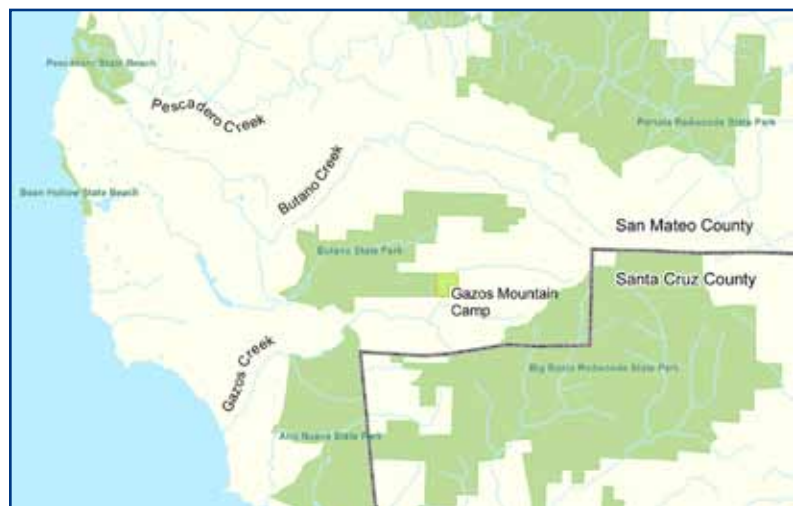 Pescadero State Beach
Pescadero Creek
Portola Redwoods State Park
Butano Creek
Bean Hollow State Beach
San Mateo County
Butano State Park
Santa Cruz County
Gazos Mountain
Camp
Gazos Creek
Big Basin Redwoods State Park
Año Nuevo State Park